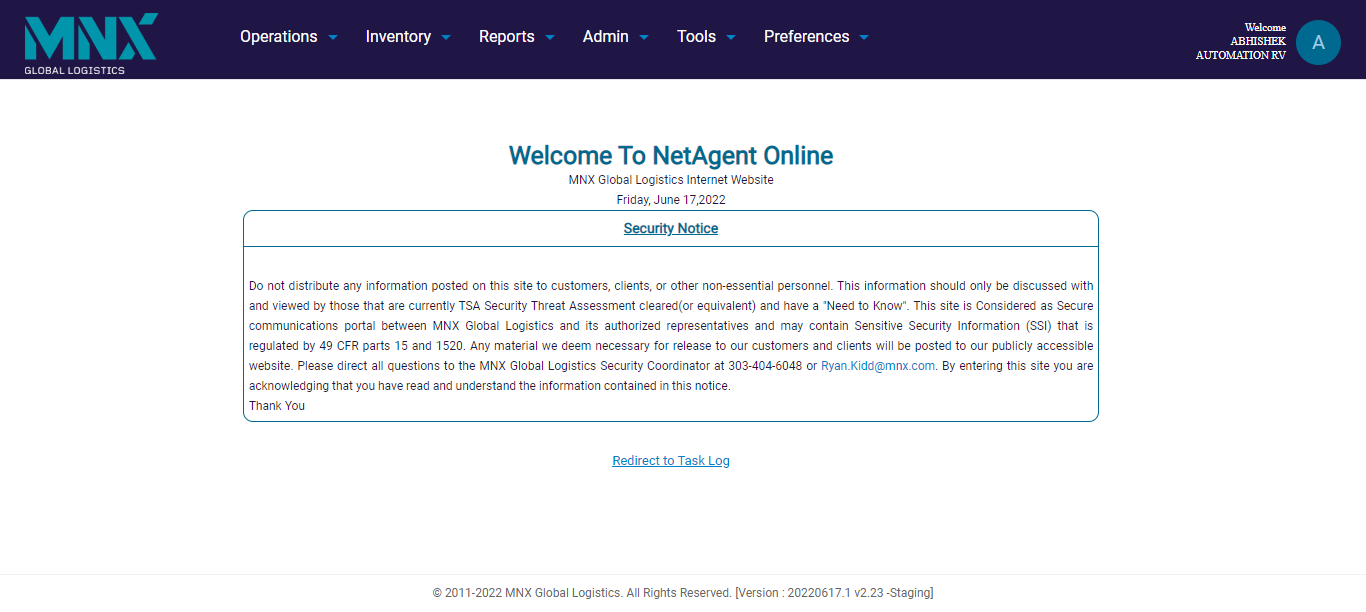 MNX
GLOBAL LOGISTICS
Operations Inventory Reports Admin Tools Preferences
Welcome
ABHISHEK
AUTOMATION RV
A
Welcome To NetAgent Online
MNX Global Logistics Internet Website
Friday, June 17,2022
Security Notice
Do not distribute any information posted on this site to customers, clients, or other non-essential personnel. This information should only be discussed with
and viewed by those that are currently TSA Security Threat Assessment cleared(or equivalent) and have a "Need to Know". This site is Considered as Secure
communications portal between MNX Global Logistics and its authorized representatives and may contain Sensitive Security Information (SSI) that is
regulated by 49 CFR parts 15 and 1520. Any material we deem necessary for release to our customers and clients will be posted to our publicly accessible
website. Please direct all questions to the MNX Global Logistics Security Coordinator at 303-404-6048 or Ryan.Kidd@mnx.com. By entering this site you are
acknowledging that you have read and understand the information contained in this notice.
Thank You
Redirect to Task Log
© 2011-2022 MNX Global Logistics. All Rights Reserved. [Version : 20220617.1 v2.23 -Staging]